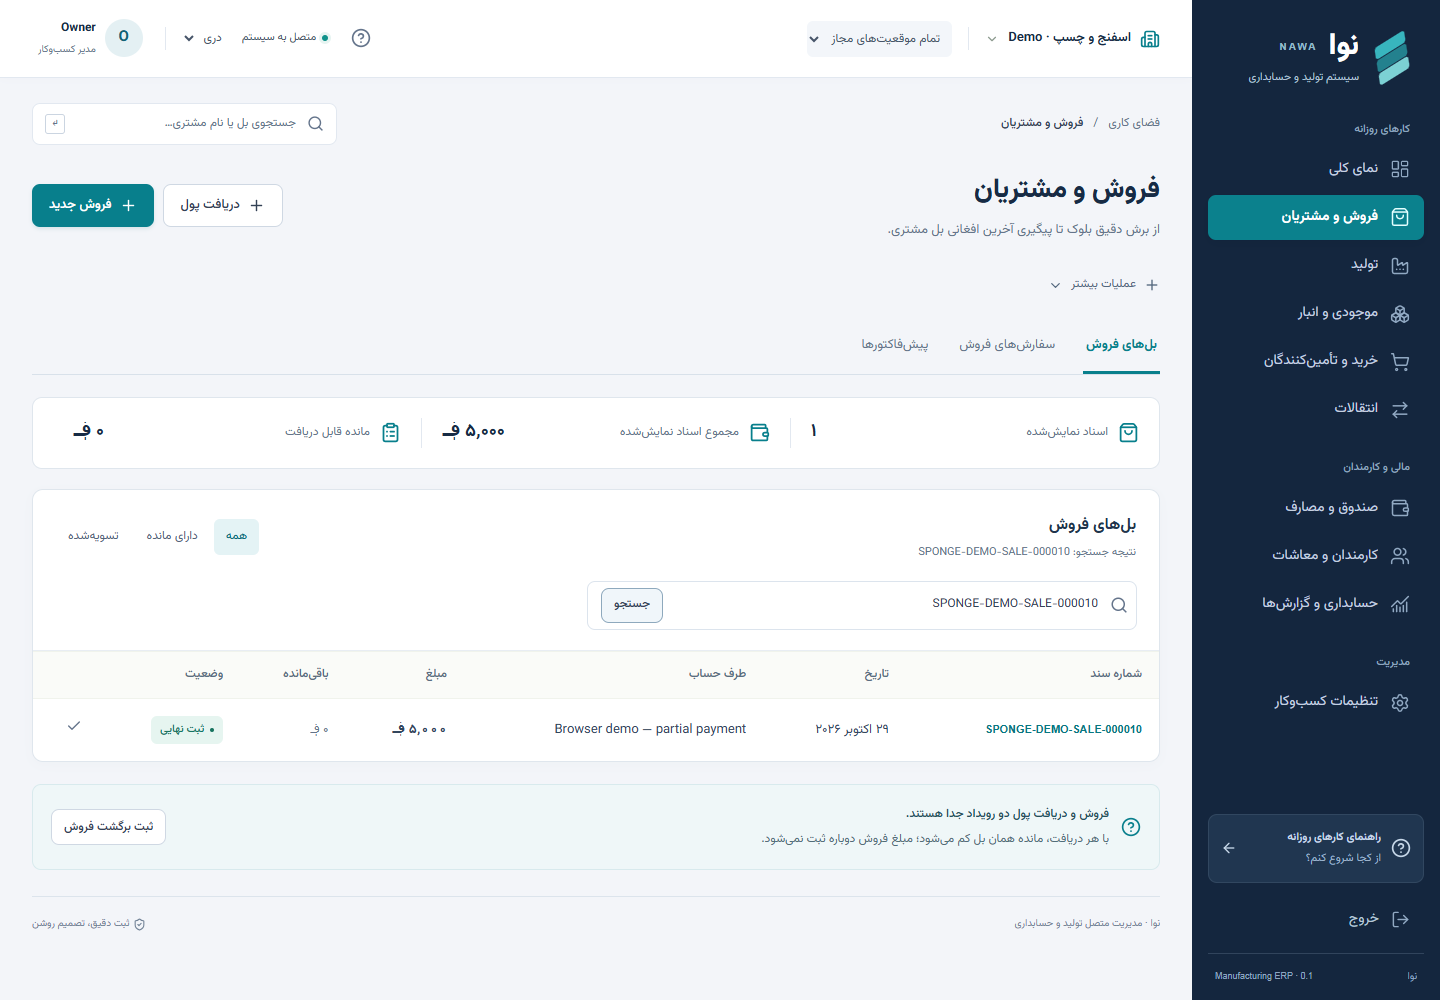 نوا NAWA
سیستم تولید و حسابداری
کارهای روزانه
نمای کلی
فروش و مشتریان
تولید
موجودی و انبار
خرید و تأمین‌کنندگان
انتقالات
مالی و کارمندان
صندوق و مصارف
کارمندان و معاشات
حسابداری و گزارش‌ها
مدیریت
تنظیمات کسب‌وکار
راهنمای کارهای روزانه
از کجا شروع کنم؟
خروج
نوا
Manufacturing ERP · 0.1
اسفنج و چسپ · Demo
تمام موقعیت‌های مجاز
متصل به سیستم
دری
O
Owner
مدیر کسب‌وکار
فضای کاری / فروش و مشتریان
جستجوی بل یا نام مشتری...
فروش و مشتریان
از برش دقیق بلوک تا پیگیری آخرین افغانی بل مشتری.
دریافت پول
فروش جدید
عملیات بیشتر
بل‌های فروش
سفارش‌های فروش
پیش‌فاکتورها
اسناد نمایش‌شده ۱
مجموع اسناد نمایش‌شده ۵,۰۰۰ ؋
مانده قابل دریافت ۰ ؋
بل‌های فروش
نتیجه جستجو: SPONGE-DEMO-SALE-000010
همه
دارای مانده
تسویه‌شده
SPONGE-DEMO-SALE-000010
جستجو
شماره سند تاریخ طرف حساب مبلغ باقی‌مانده وضعیت
SPONGE-DEMO-SALE-000010 ۲۹ اکتوبر ۲۰۲۶ Browser demo — partial payment ۵,۰۰۰ ؋ ۰ ؋ ثبت نهایی
فروش و دریافت پول دو رویداد جدا هستند.
با هر دریافت، مانده همان بل کم می‌شود؛ مبلغ فروش دوباره ثبت نمی‌شود.
ثبت برگشت فروش
نوا · مدیریت متصل تولید و حسابداری
ثبت دقیق، تصمیم روشن